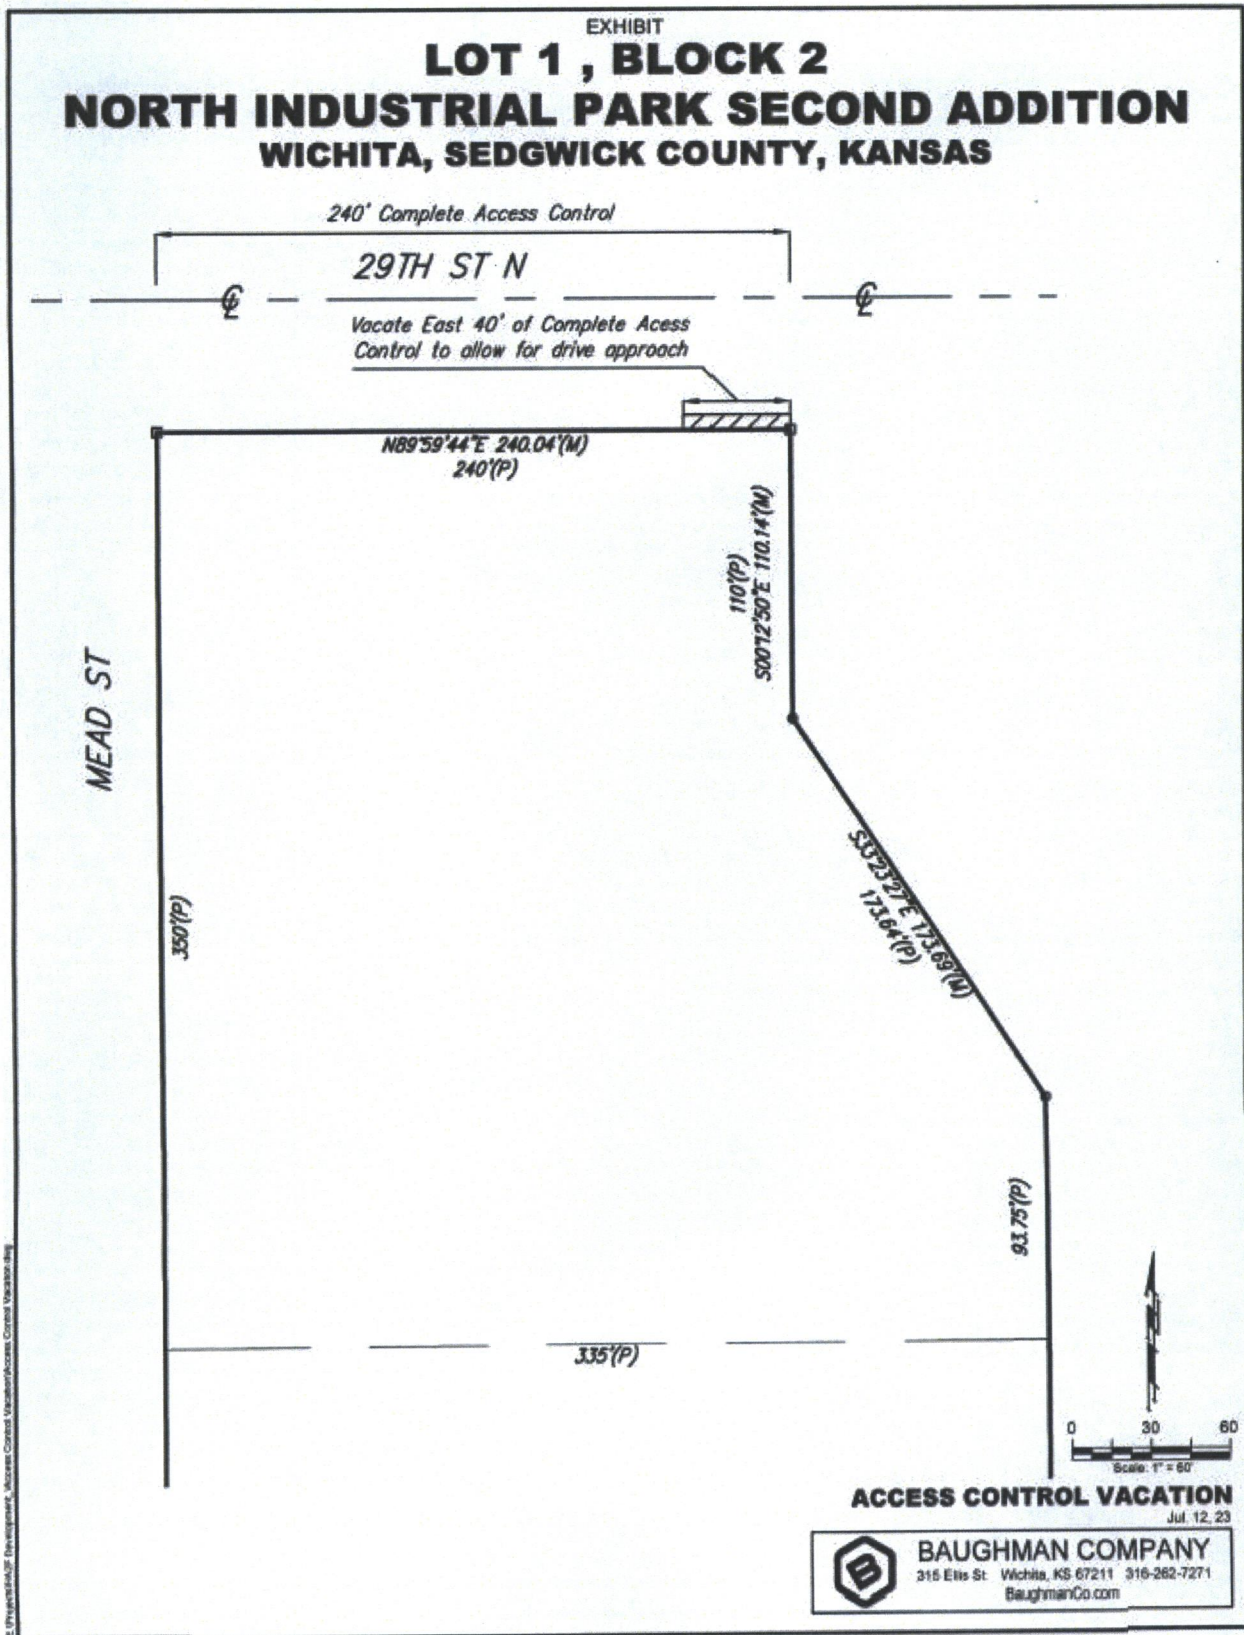 EXHIBIT
LOT 1 , BLOCK 2
NORTH INDUSTRIAL PARK SECOND ADDITION
WICHITA, SEDGWICK COUNTY, KANSAS
240' Complete Access Control
29TH ST N
℄ ℄
Vacate East 40' of Complete Acess
Control to allow for drive approach
N89°59'44"E 240.04'(M)
240'(P)
110'(P)
S00°12'50"E 110.14'(M)
MEAD ST
350'(P)
S33°23'27"E 173.69'(M)
173.64'(P)
93.75'(P)
335'(P)
0 30 60
Scale: 1" = 60'
ACCESS CONTROL VACATION
Jul. 12, 23
B
BAUGHMAN COMPANY
315 Ellis St. Wichita, KS 67211 316-262-7271
BaughmanCo.com